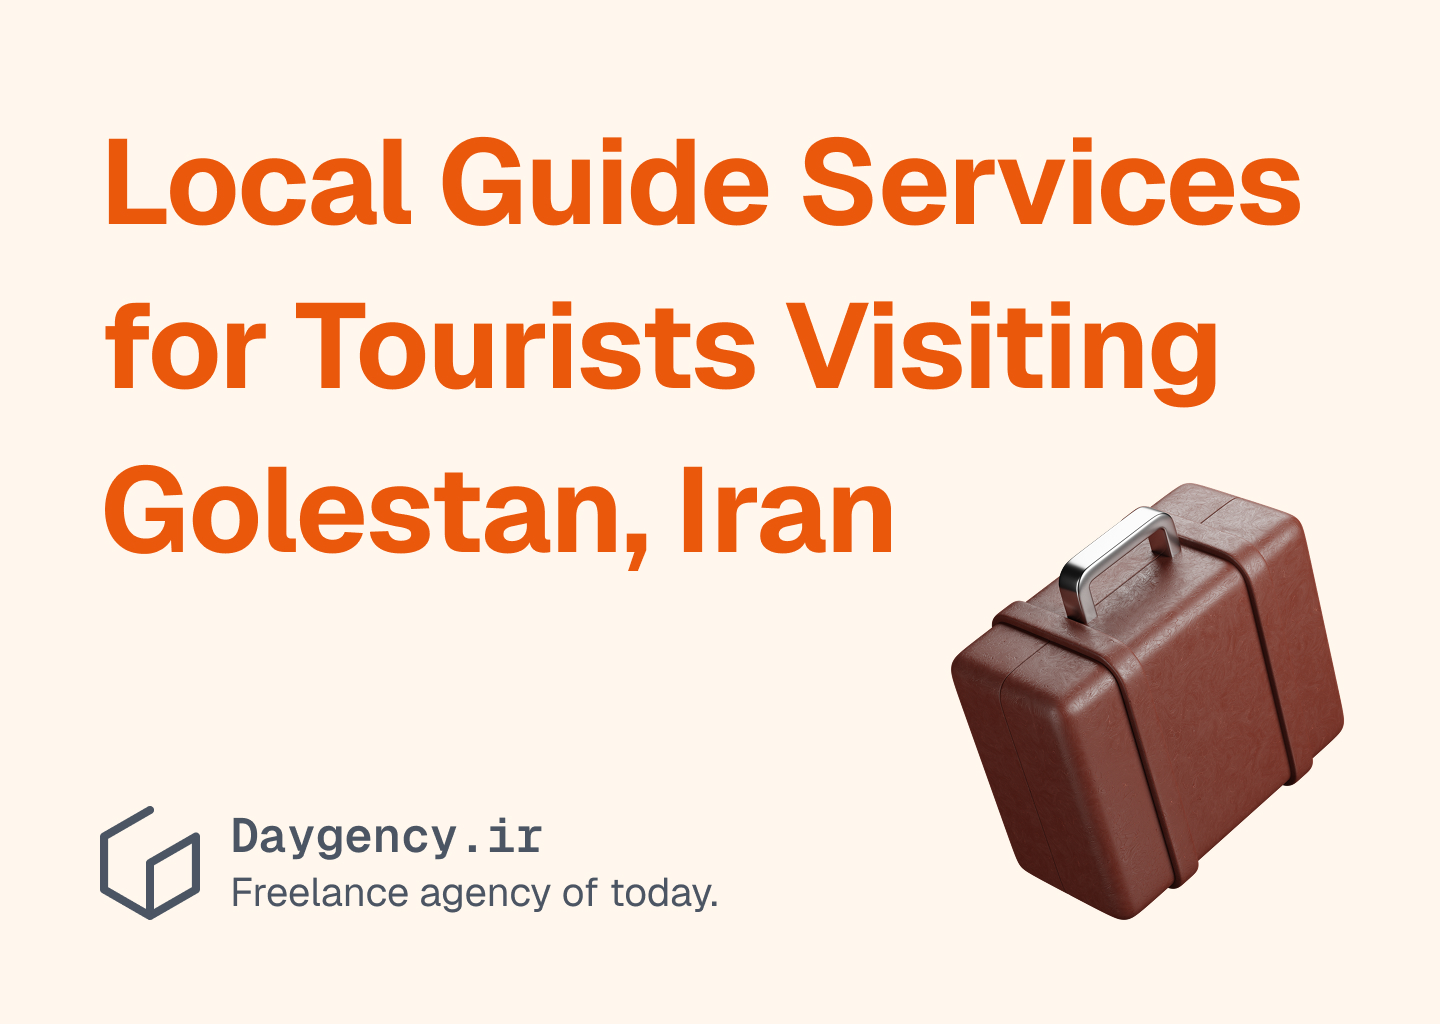 Local Guide Services
for Tourists Visiting
Golestan, Iran
Daygency.ir
Freelance agency of today.